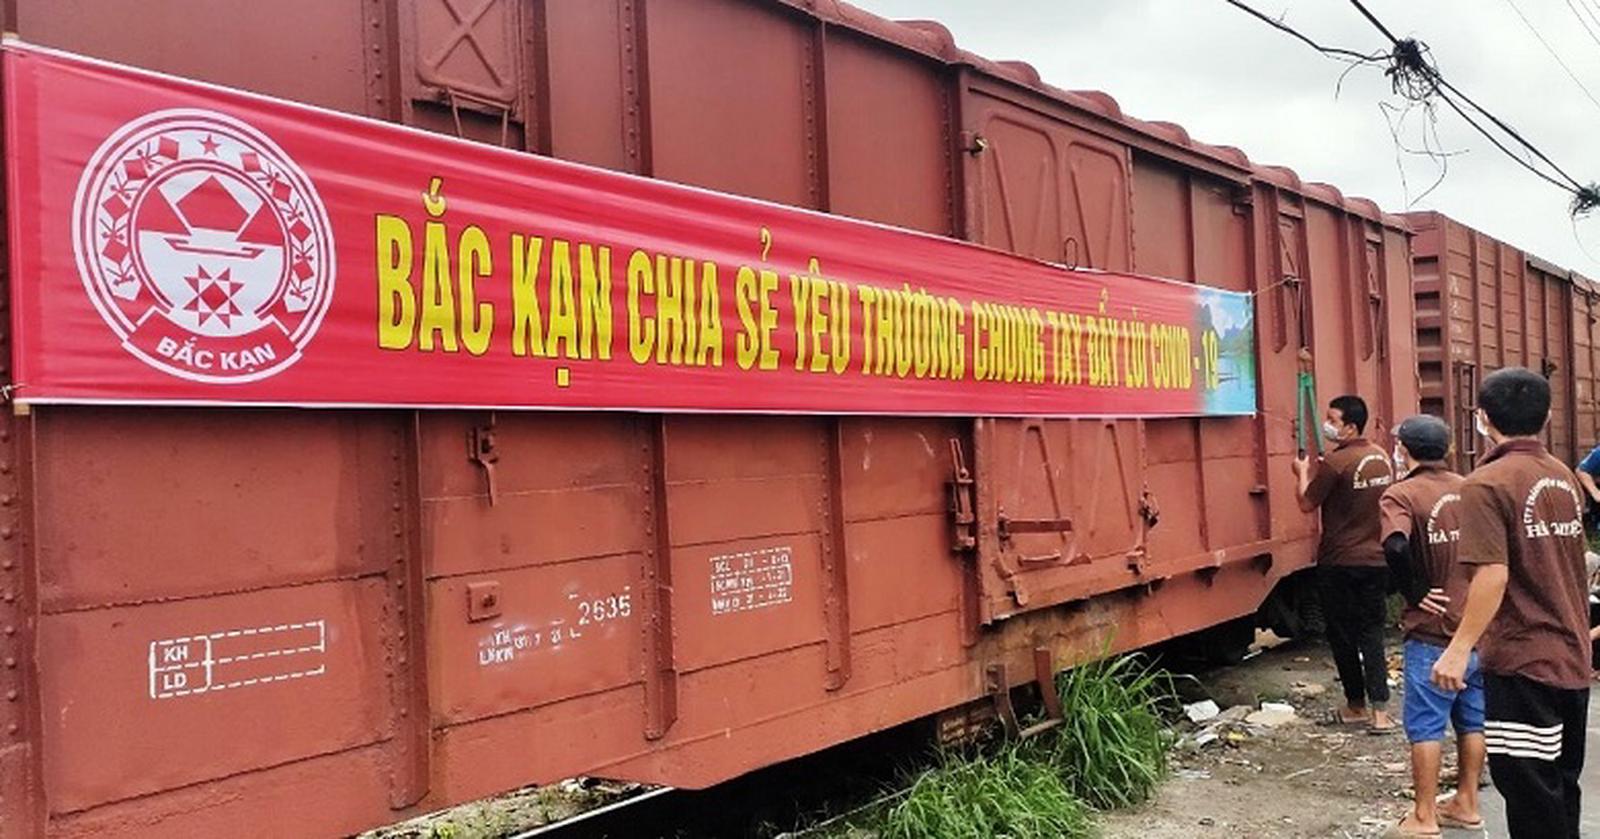 BẮC KẠN CHIA SẺ YÊU THƯƠNG CHUNG TAY ĐẨY LÙI COVID - 19
BẮC KẠN
KH
LD
2635